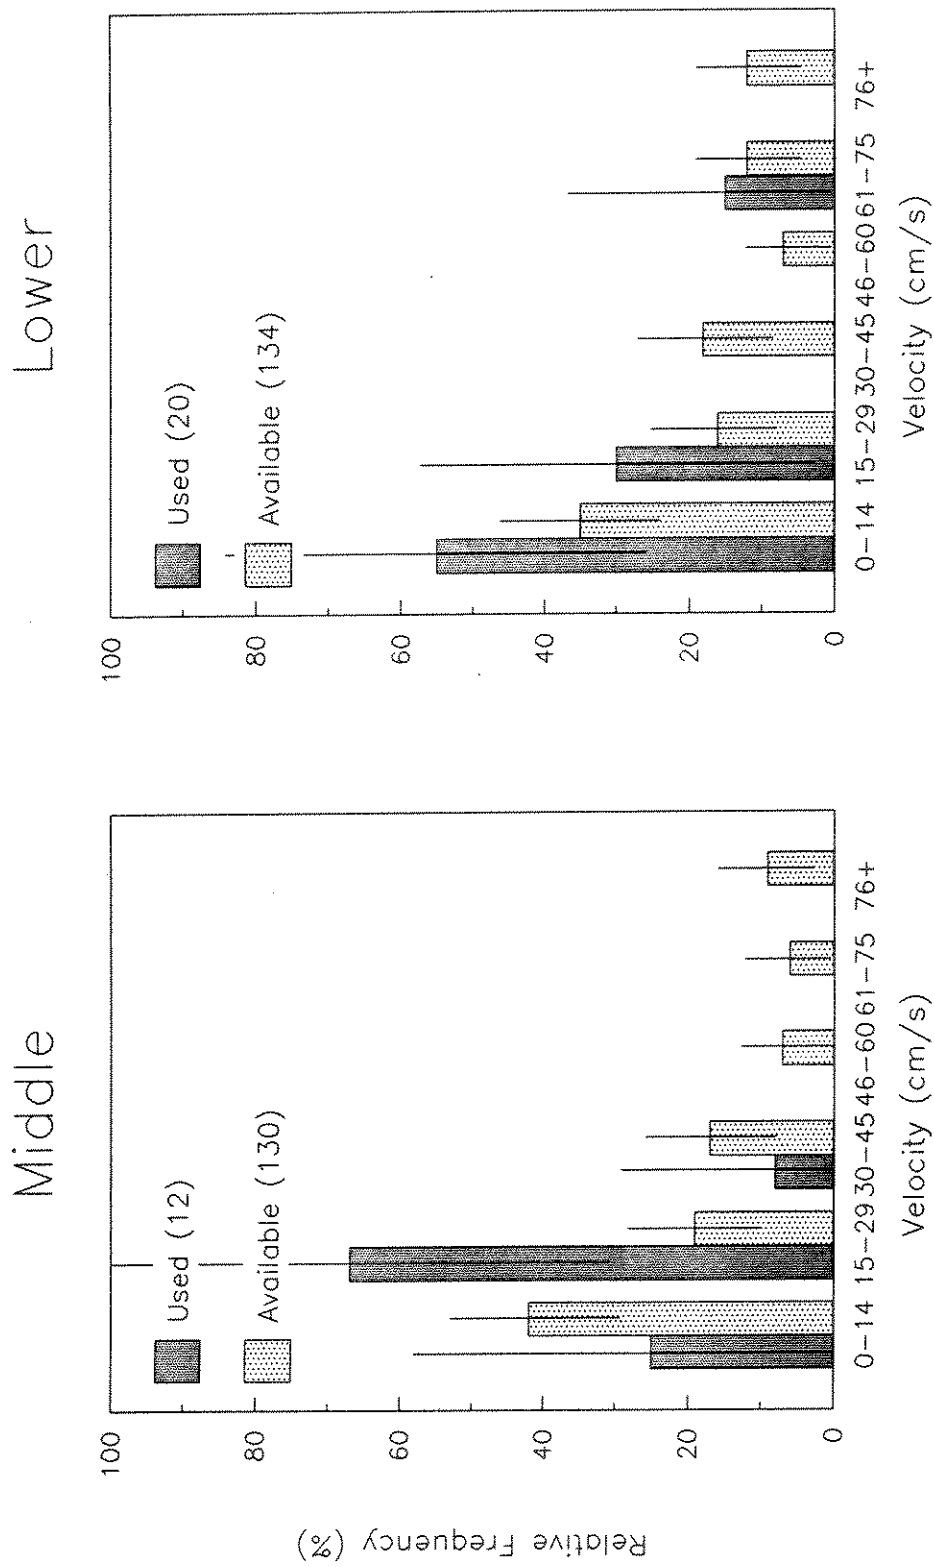 Middle
Used (12)
Available (130)
100
80
60
40
20
0
0-14 15-29 30-45 46-60 61-75 76+
Velocity (cm/s)
Relative Frequency (%)
Lower
Used (20)
Available (134)
100
80
60
40
20
0
0-14 15-29 30-45 46-60 61-75 76+
Velocity (cm/s)